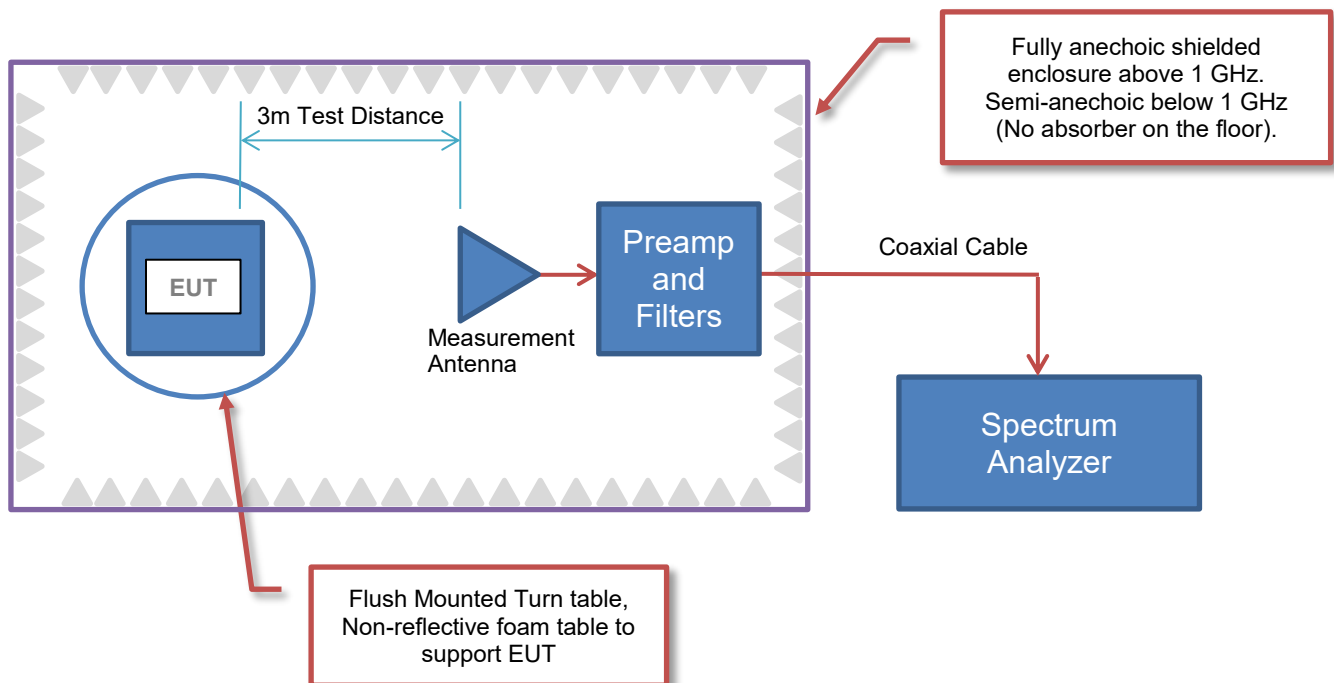 Fully anechoic shielded
enclosure above 1 GHz.
Semi-anechoic below 1 GHz
(No absorber on the floor).
3m Test Distance
EUT
Measurement
Antenna
Preamp
and
Filters
Coaxial Cable
Spectrum
Analyzer
Flush Mounted Turn table,
Non-reflective foam table to
support EUT